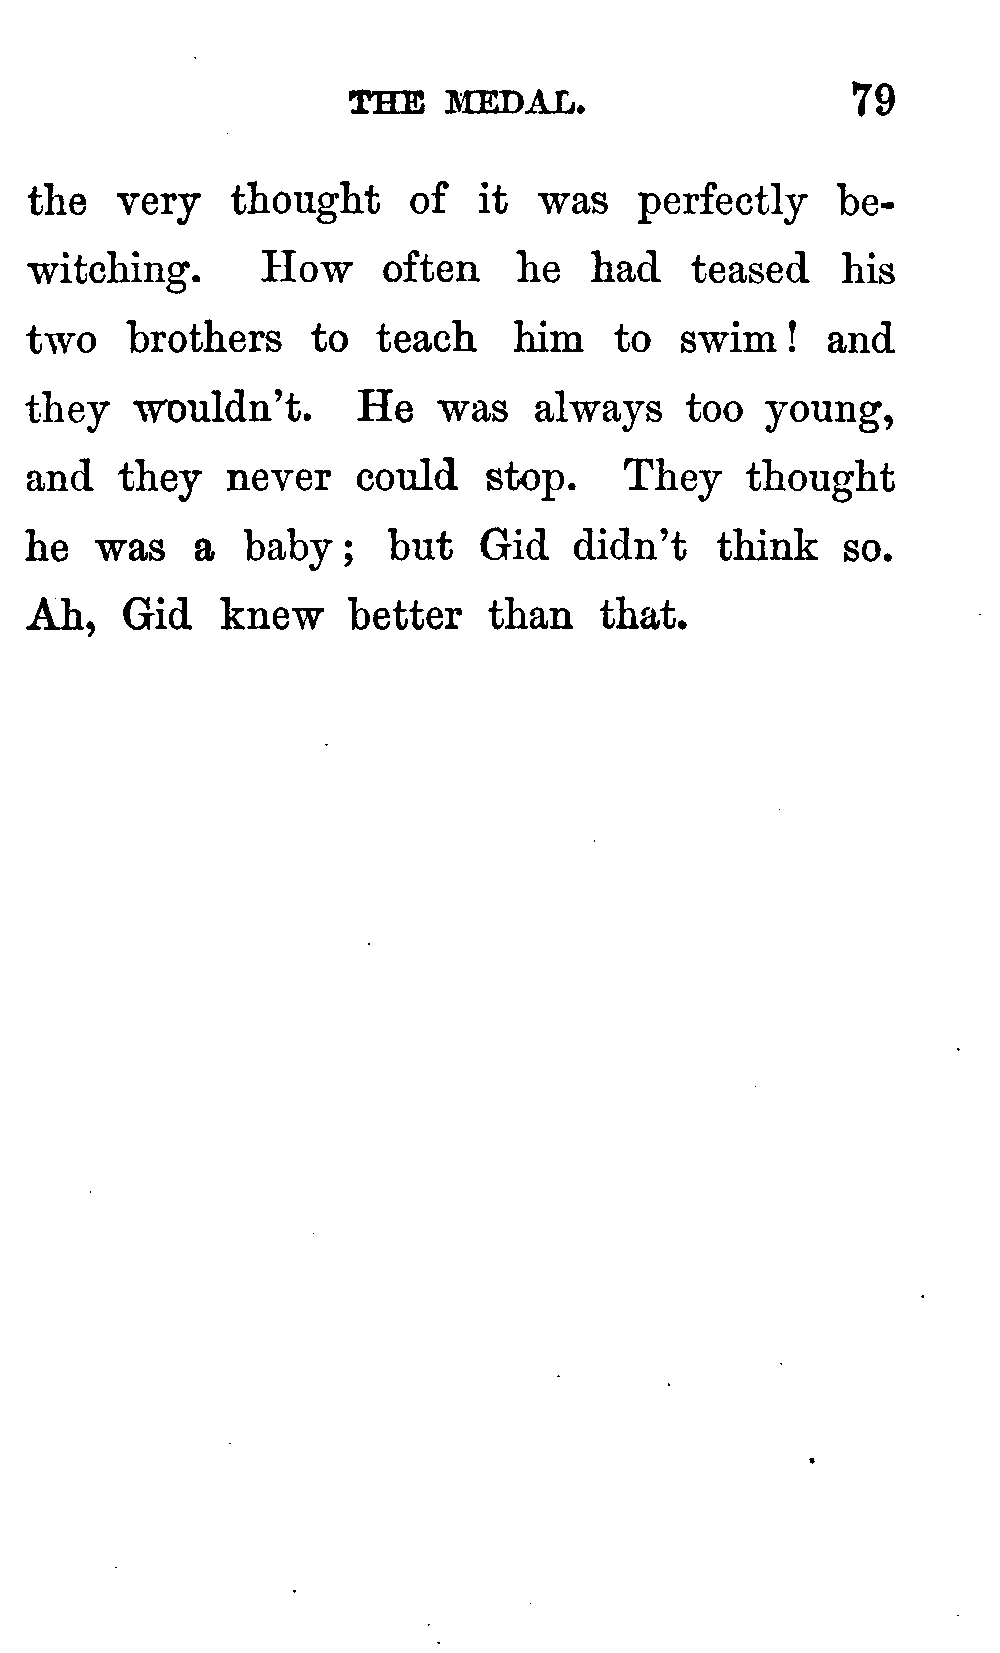 THE MEDAL. 79
the very thought of it was perfectly be-
witching. How often he had teased his
two brothers to teach him to swim! and
they wouldn't. He was always too young,
and they never could stop. They thought
he was a baby; but Gid didn't think so.
Ah, Gid knew better than that.